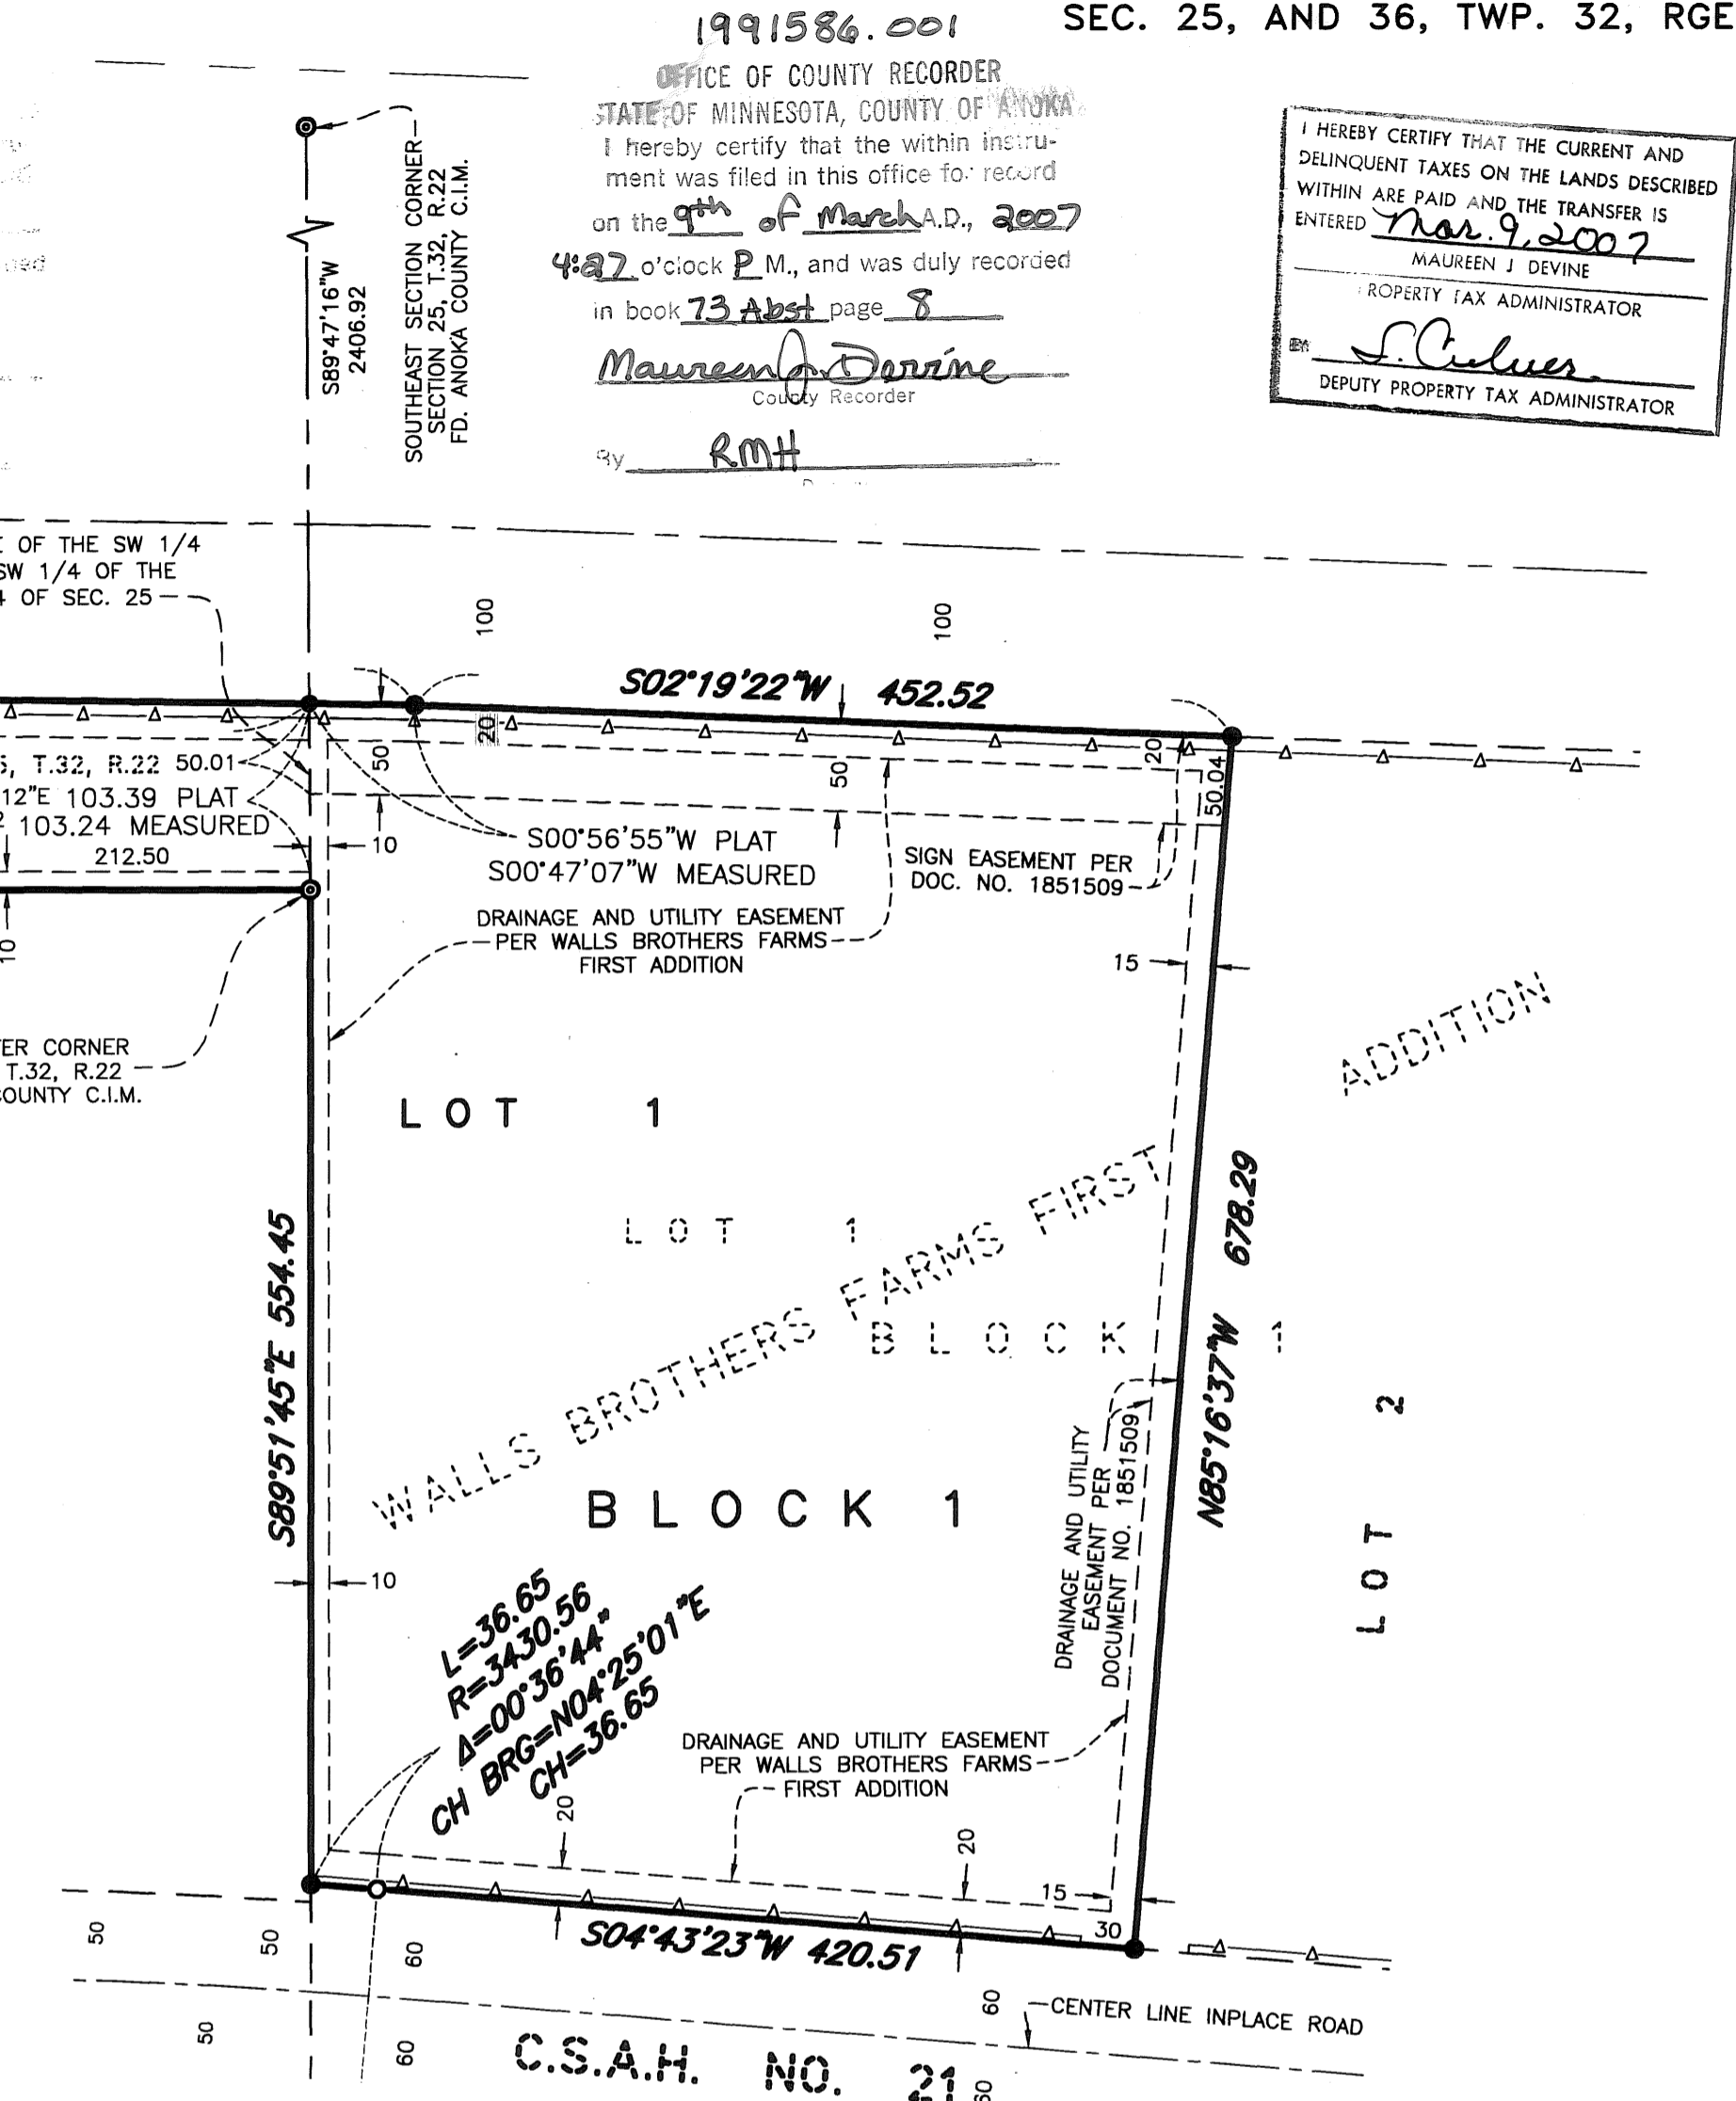 1991586.001
SEC. 25, AND 36, TWP. 32, RGE
OFFICE OF COUNTY RECORDER
STATE OF MINNESOTA, COUNTY OF ANOKA
I hereby certify that the within instru-
ment was filed in this office for record
on the 9th of March A.D., 2007
4:27 o'clock P M., and was duly recorded
in book 73 Abst page 8
Maureen J. Devine
County Recorder
By RMH
I HEREBY CERTIFY THAT THE CURRENT AND
DELINQUENT TAXES ON THE LANDS DESCRIBED
WITHIN ARE PAID AND THE TRANSFER IS
ENTERED Mar. 9, 2007
MAUREEN J DEVINE
ROPERTY TAX ADMINISTRATOR
BY S. Culver
DEPUTY PROPERTY TAX ADMINISTRATOR
S89°47'16"W
2406.92
SOUTHEAST SECTION CORNER
SECTION 25, T.32, R.22
FD. ANOKA COUNTY C.I.M.
OF THE SW 1/4
SW 1/4 OF THE
OF SEC. 25
100
100
S02°19'22"W 452.52
50
20
50
20
50.04
, T.32, R.22 50.01
12"E 103.39 PLAT
103.24 MEASURED
212.50
10
10
S00°56'55"W PLAT
S00°47'07"W MEASURED
SIGN EASEMENT PER
DOC. NO. 1851509
DRAINAGE AND UTILITY EASEMENT
PER WALLS BROTHERS FARMS
FIRST ADDITION
15
ER CORNER
T.32, R.22
COUNTY C.I.M.
LOT 1
LOT 1
WALLS BROTHERS FARMS FIRST ADDITION
BLOCK 1
BLOCK 1
S89°51'45"E 554.45
N85°16'37"W 678.29
LOT 2
DRAINAGE AND UTILITY
EASEMENT PER
DOCUMENT NO. 1851509
10
L=36.65
R=3430.56
Δ=00°36'44"
CH BRG=N04°25'01"E
CH=36.65
DRAINAGE AND UTILITY EASEMENT
PER WALLS BROTHERS FARMS
FIRST ADDITION
20
20
15
30
S04°43'23"W 420.51
50
50
60
50
60
60
CENTER LINE INPLACE ROAD
C.S.A.H. NO. 21
60